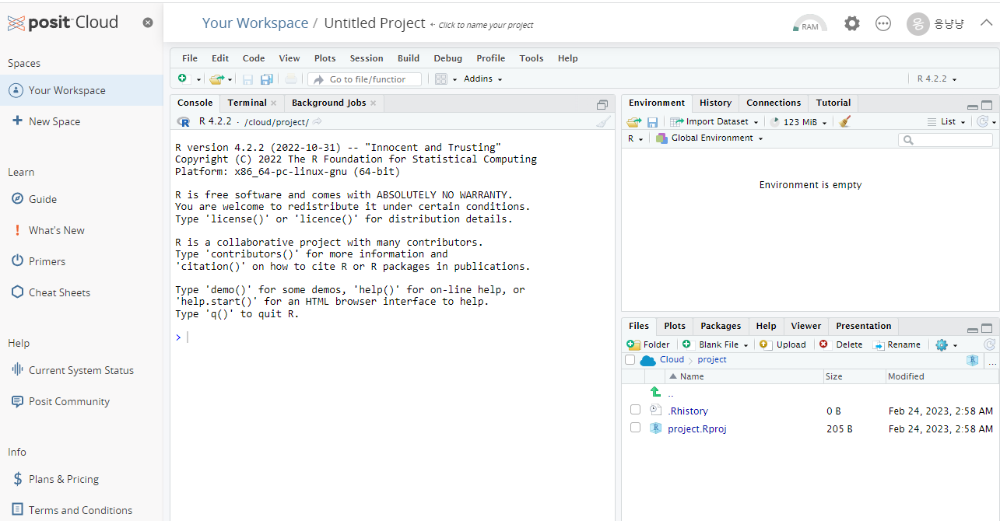 posit Cloud
Your Workspace / Untitled Project ← Click to name your project
RAM
응 응냥냥
Spaces
Your Workspace
New Space
Learn
Guide
What's New
Primers
Cheat Sheets
Help
Current System Status
Posit Community
Info
Plans & Pricing
Terms and Conditions
File Edit Code View Plots Session Build Debug Profile Tools Help
Go to file/function Addins R 4.2.2
Console Terminal Background Jobs
R 4.2.2 · /cloud/project/
R version 4.2.2 (2022-10-31) -- "Innocent and Trusting"
Copyright (C) 2022 The R Foundation for Statistical Computing
Platform: x86_64-pc-linux-gnu (64-bit)
R is free software and comes with ABSOLUTELY NO WARRANTY.
You are welcome to redistribute it under certain conditions.
Type 'license()' or 'licence()' for distribution details.
R is a collaborative project with many contributors.
Type 'contributors()' for more information and
'citation()' on how to cite R or R packages in publications.
Type 'demo()' for some demos, 'help()' for on-line help, or
'help.start()' for an HTML browser interface to help.
Type 'q()' to quit R.
>
Environment History Connections Tutorial
Import Dataset 123 MiB List
R Global Environment
Environment is empty
Files Plots Packages Help Viewer Presentation
Folder Blank File Upload Delete Rename
Cloud project ...
Name Size Modified
..
.Rhistory 0 B Feb 24, 2023, 2:58 AM
project.Rproj 205 B Feb 24, 2023, 2:58 AM